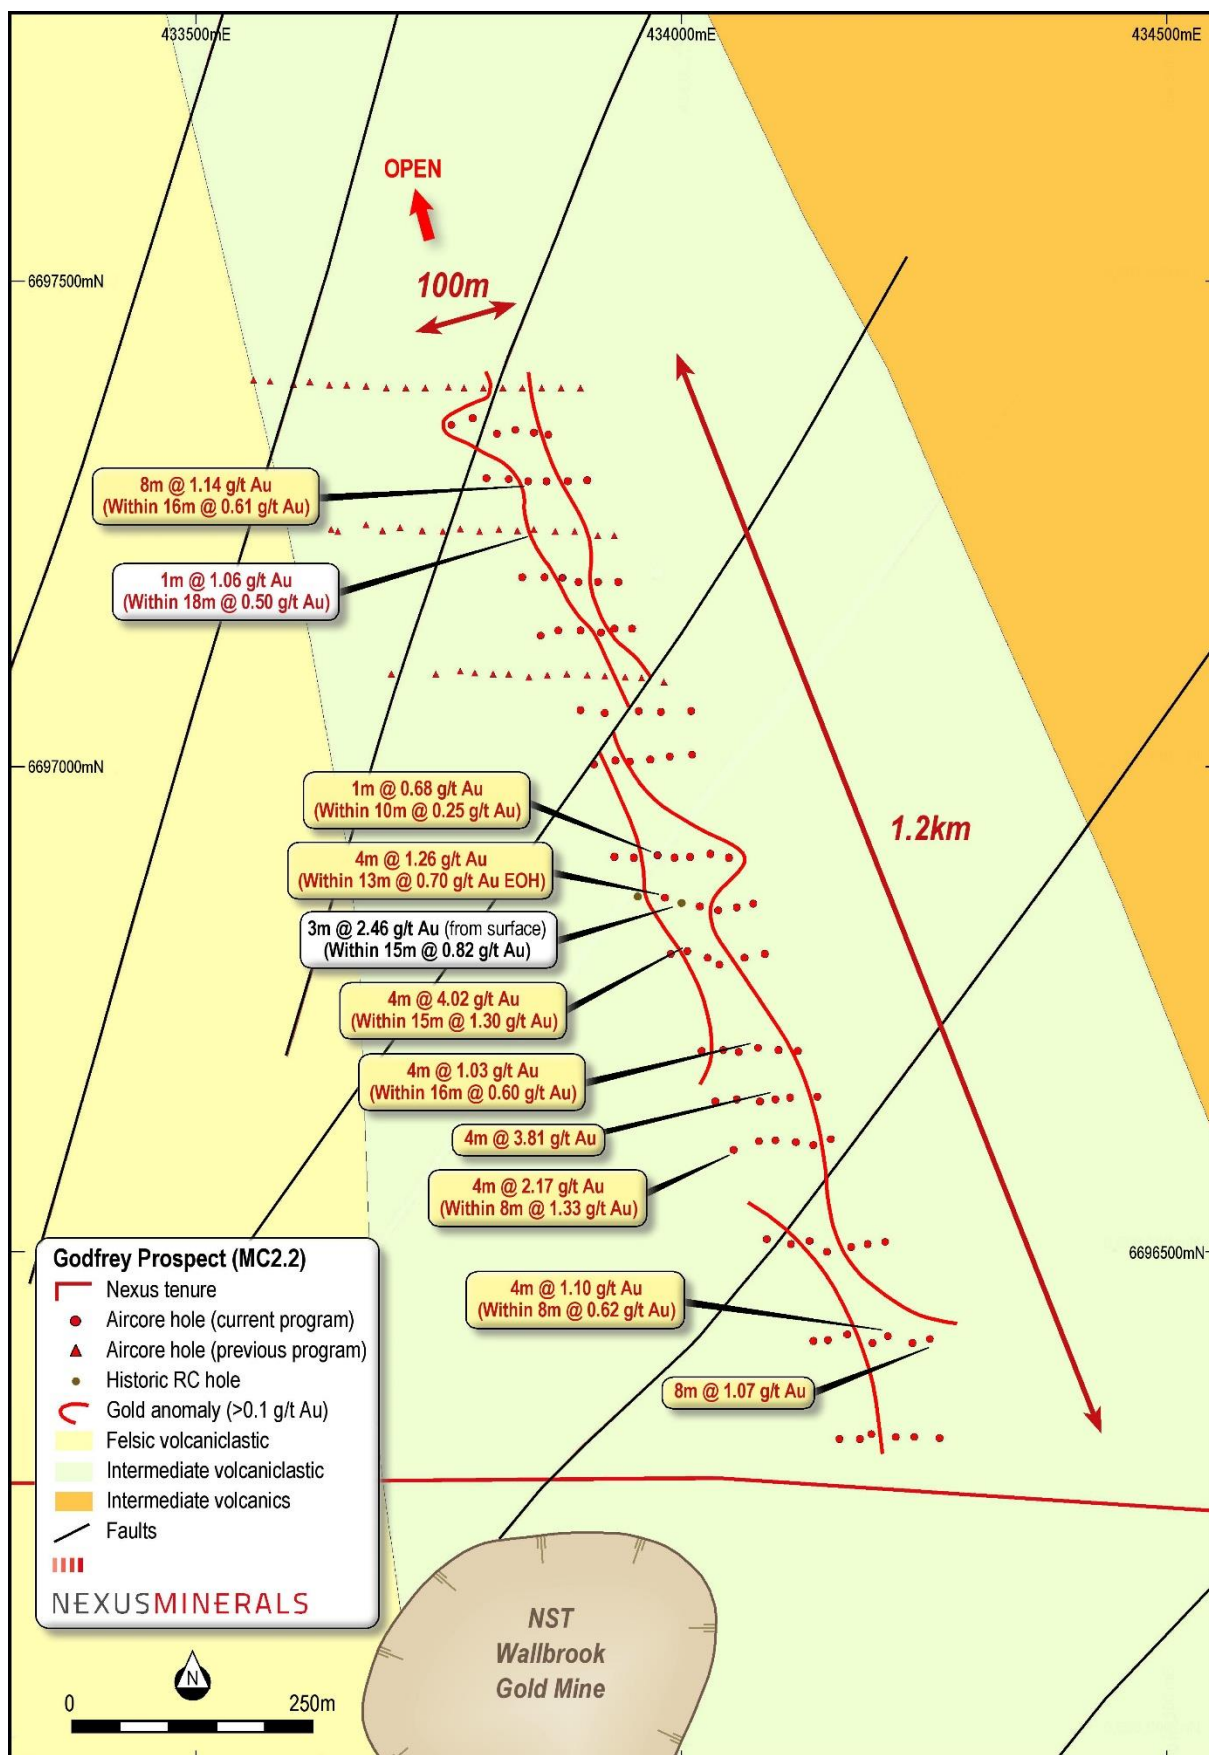 433500mE
434000mE
434500mE
OPEN
6697500mN
100m
8m @ 1.14 g/t Au
(Within 16m @ 0.61 g/t Au)
1m @ 1.06 g/t Au
(Within 18m @ 0.50 g/t Au)
6697000mN
1m @ 0.68 g/t Au
(Within 10m @ 0.25 g/t Au)
1.2km
4m @ 1.26 g/t Au
(Within 13m @ 0.70 g/t Au EOH)
3m @ 2.46 g/t Au (from surface)
(Within 15m @ 0.82 g/t Au)
4m @ 4.02 g/t Au
(Within 15m @ 1.30 g/t Au)
4m @ 1.03 g/t Au
(Within 16m @ 0.60 g/t Au)
4m @ 3.81 g/t Au
4m @ 2.17 g/t Au
(Within 8m @ 1.33 g/t Au)
6696500mN
4m @ 1.10 g/t Au
(Within 8m @ 0.62 g/t Au)
8m @ 1.07 g/t Au
Godfrey Prospect (MC2.2)
Nexus tenure
Aircore hole (current program)
Aircore hole (previous program)
Historic RC hole
Gold anomaly (>0.1 g/t Au)
Felsic volcaniclastic
Intermediate volcaniclastic
Intermediate volcanics
Faults
NEXUSMINERALS
NST
Wallbrook
Gold Mine
N
0
250m